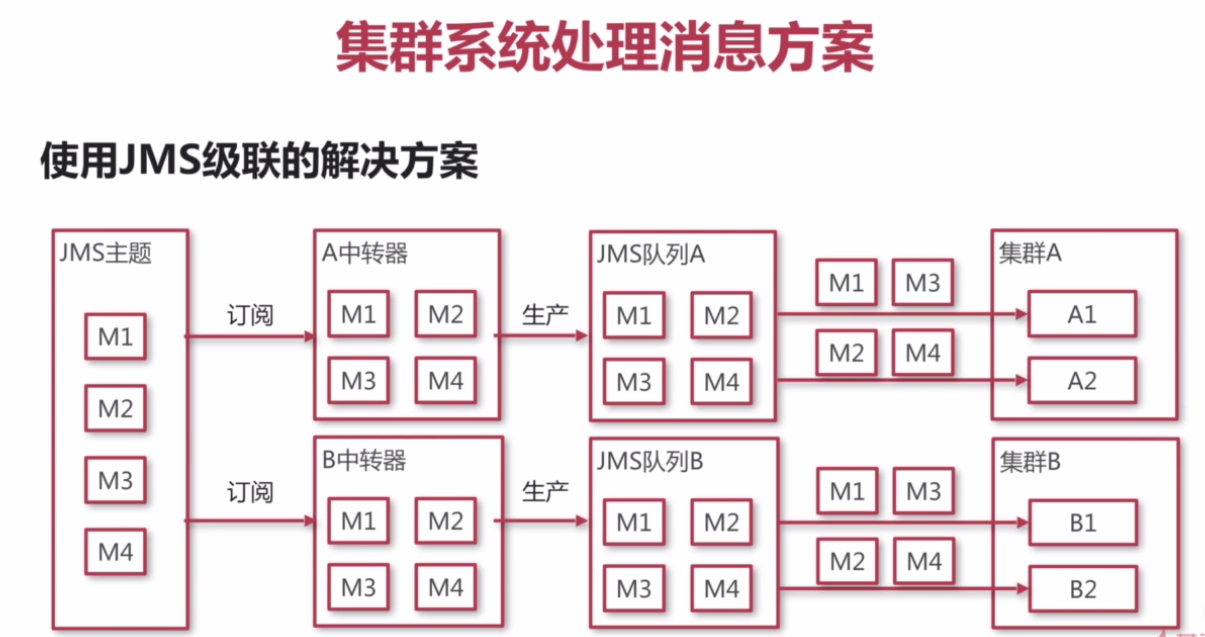 集群系统处理消息方案
使用JMS级联的解决方案
JMS主题
M1
M2
M3
M4
订阅
订阅
A中转器
M1 M2
M3 M4
B中转器
M1 M2
M3 M4
生产
生产
JMS队列A
M1 M2
M3 M4
JMS队列B
M1 M2
M3 M4
M1 M3
M2 M4
M1 M3
M2 M4
集群A
A1
A2
集群B
B1
B2